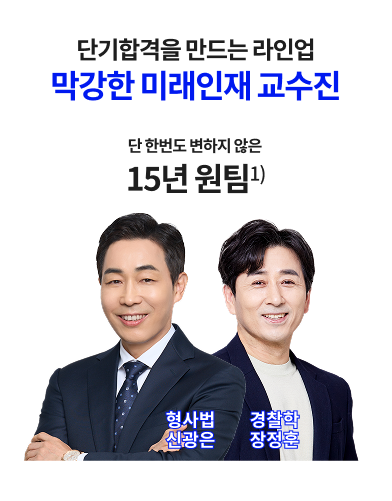 단기합격을 만드는 라인업
막강한 미래인재 교수진
단 한번도 변하지 않은
15년 원팀1)
형사법 경찰학
신광은 장정훈